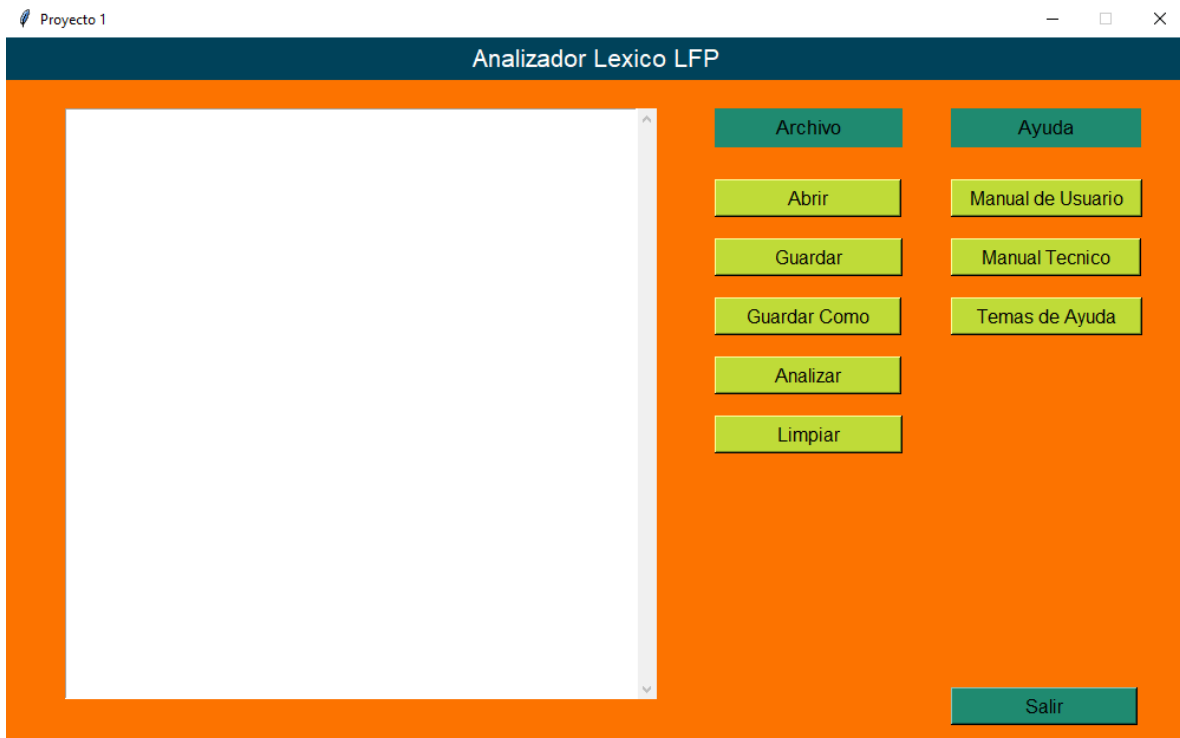 Proyecto 1
Analizador Lexico LFP
Archivo
Ayuda
Abrir
Manual de Usuario
Guardar
Manual Tecnico
Guardar Como
Temas de Ayuda
Analizar
Limpiar
Salir